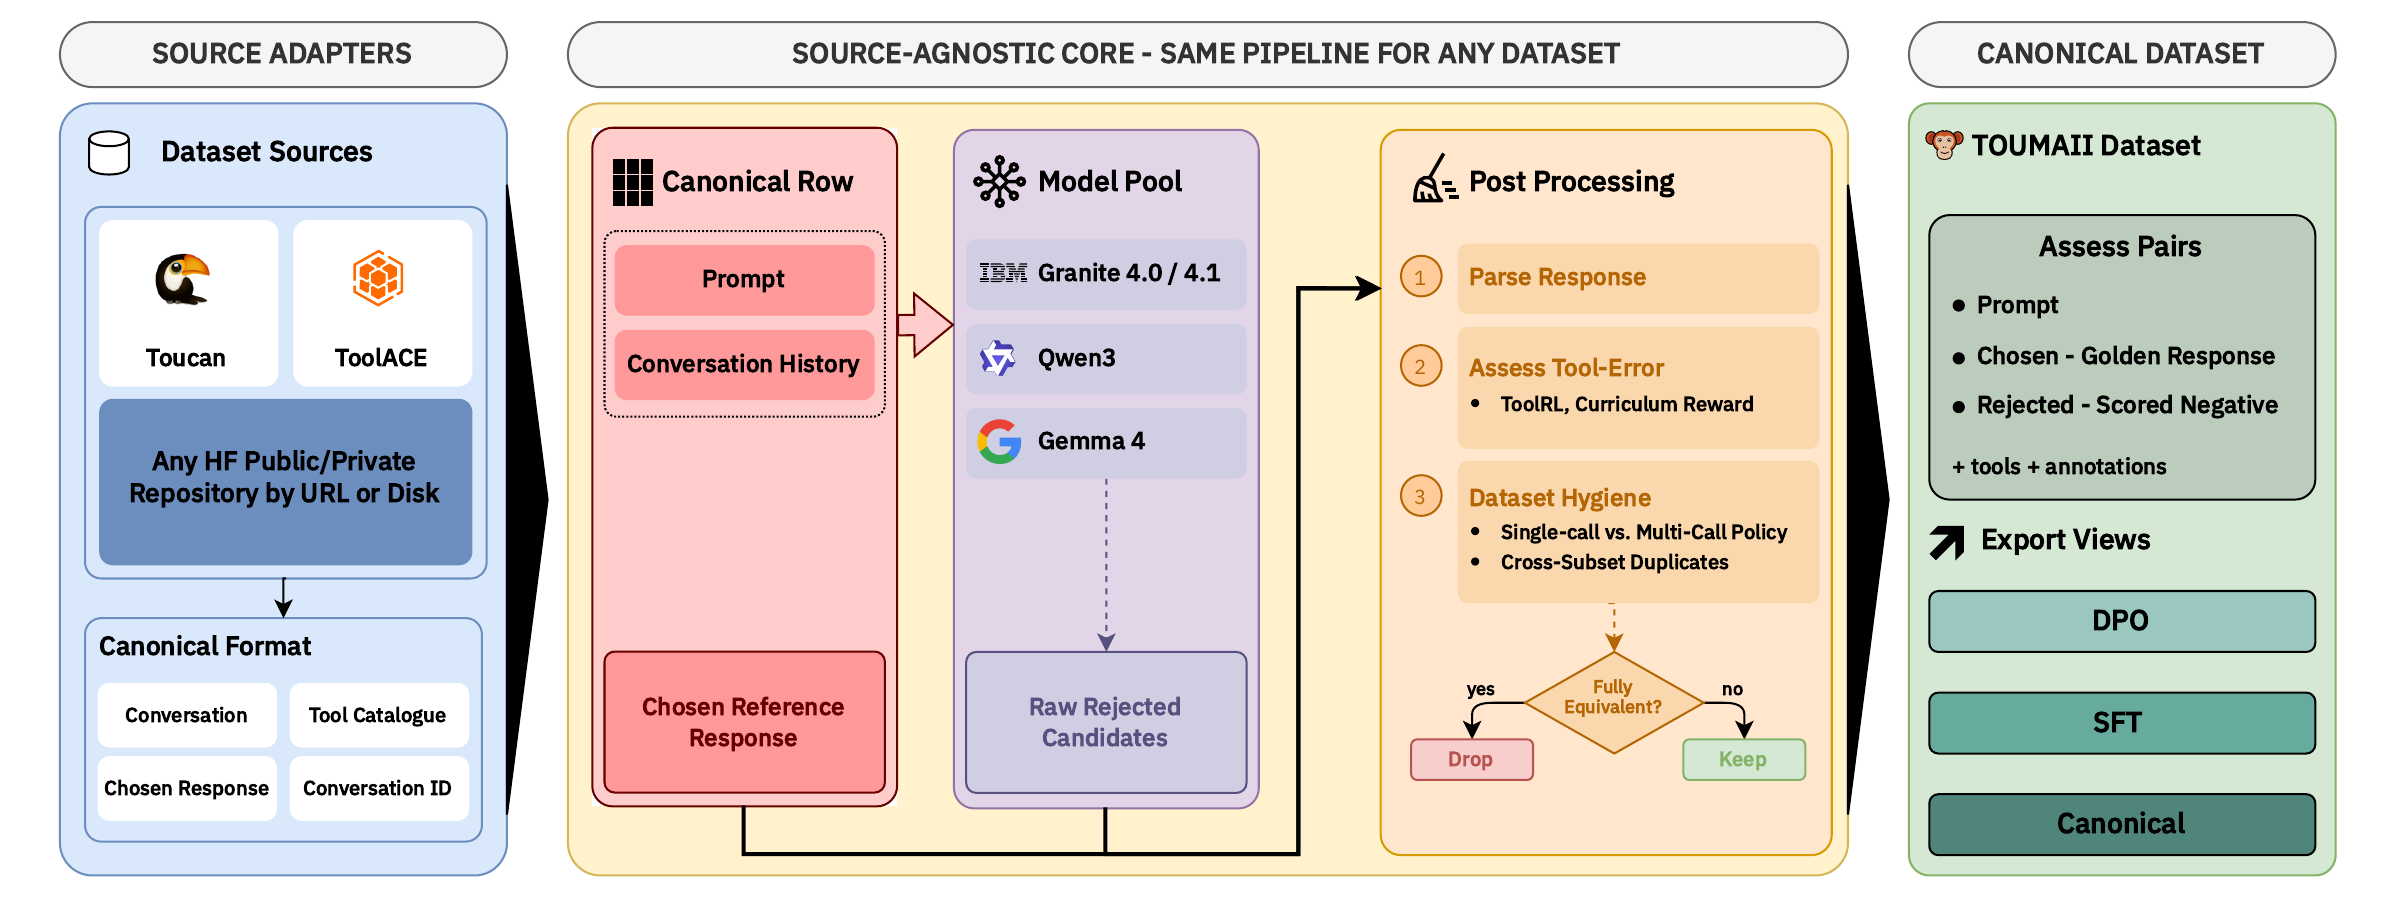 SOURCE ADAPTERS
Dataset Sources
Toucan
ToolACE
Any HF Public/Private
Repository by URL or Disk
Canonical Format
Conversation
Tool Catalogue
Chosen Response
Conversation ID
SOURCE-AGNOSTIC CORE - SAME PIPELINE FOR ANY DATASET
Canonical Row
Prompt
Conversation History
Chosen Reference
Response
Model Pool
IBM Granite 4.0 / 4.1
Qwen3
G Gemma 4
Raw Rejected
Candidates
Post Processing
1 Parse Response
2 Assess Tool-Error
• ToolRL, Curriculum Reward
3 Dataset Hygiene
• Single-call vs. Multi-Call Policy
• Cross-Subset Duplicates
Fully
Equivalent?
yes
no
Drop
Keep
CANONICAL DATASET
TOUMAII Dataset
Assess Pairs
● Prompt
● Chosen - Golden Response
● Rejected - Scored Negative
+ tools + annotations
Export Views
DPO
SFT
Canonical